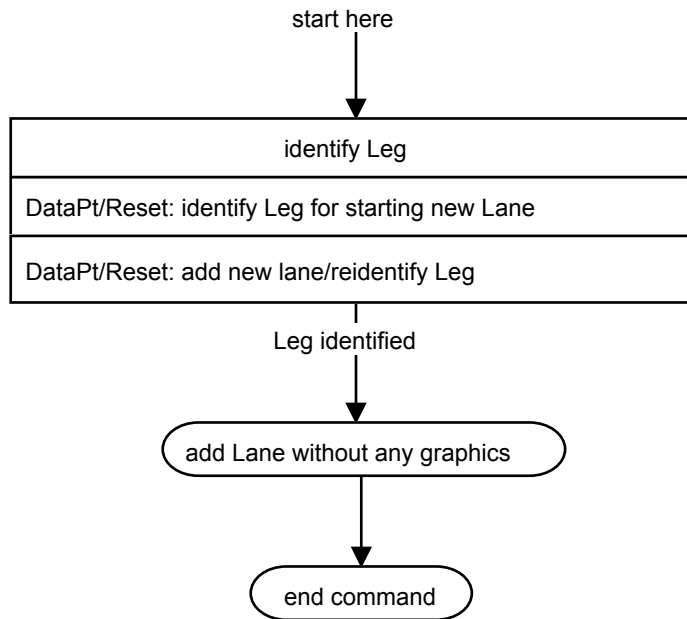 start here
identify Leg
DataPt/Reset: identify Leg for starting new Lane
DataPt/Reset: add new lane/reidentify Leg
Leg identified
add Lane without any graphics
end command